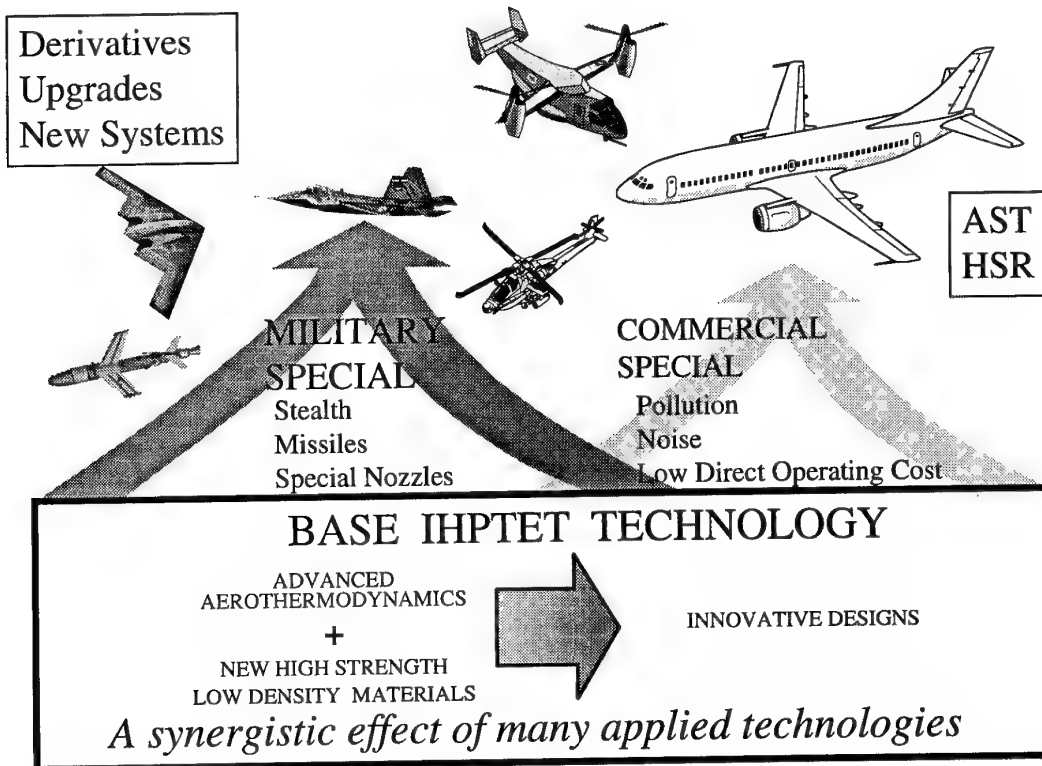 Derivatives
Upgrades
New Systems
AST
HSR
MILITARY
SPECIAL
Stealth
Missiles
Special Nozzles
COMMERCIAL
SPECIAL
Pollution
Noise
Low Direct Operating Cost
BASE IHPTET TECHNOLOGY
ADVANCED
AEROTHERMODYNAMICS
+
NEW HIGH STRENGTH
LOW DENSITY MATERIALS
INNOVATIVE DESIGNS
A synergistic effect of many applied technologies